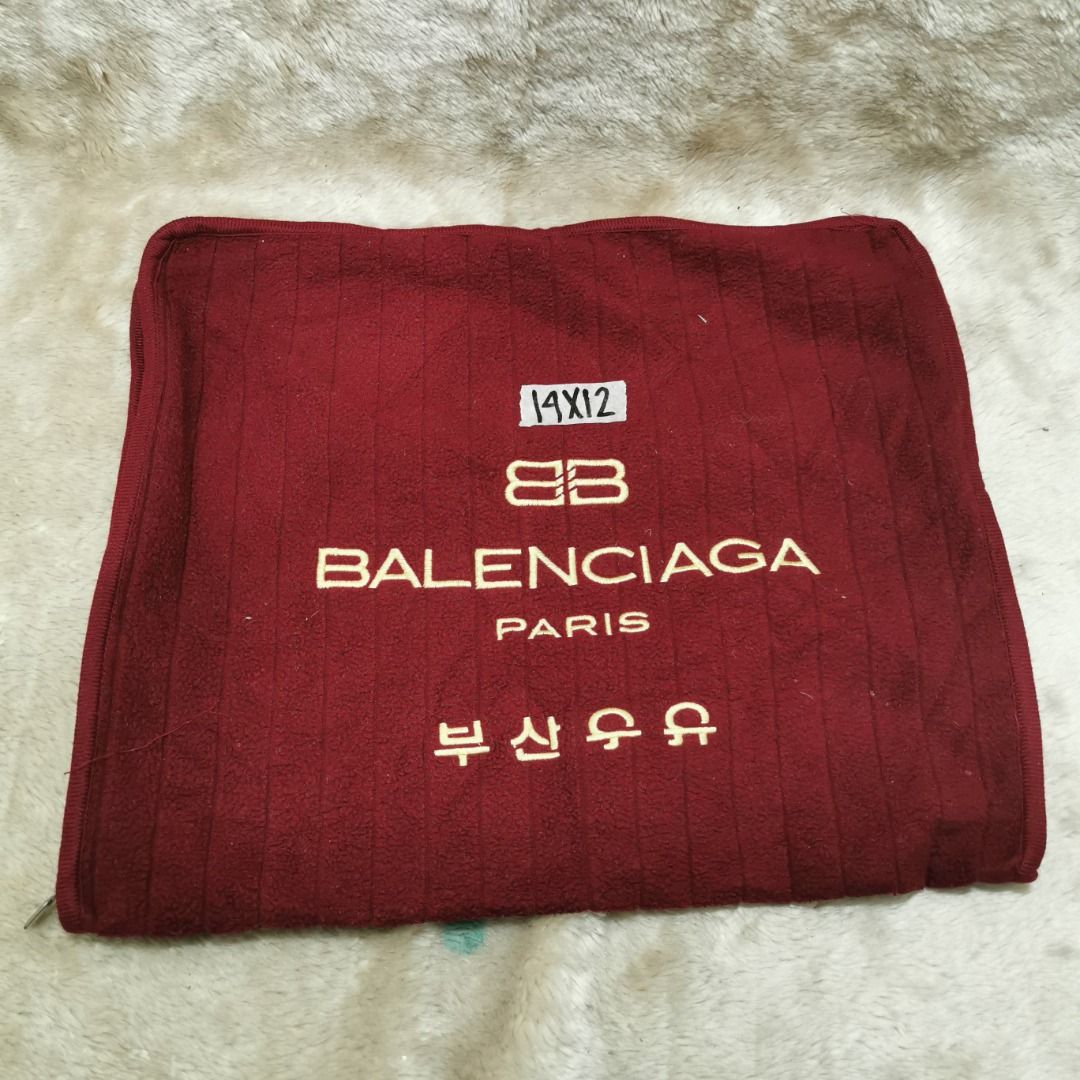 14X12
BB
BALENCIAGA
PARIS
부산우유